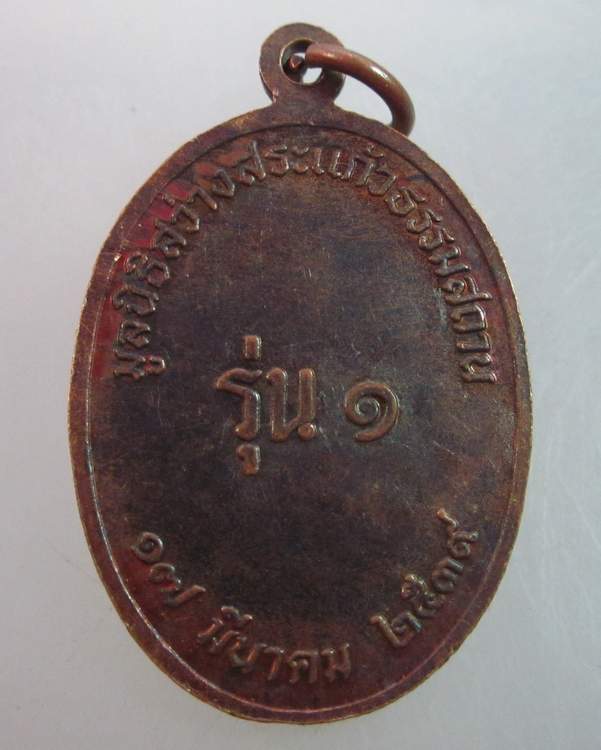 มูลนิธิสว่างสระแก้วธรรมสถาน
รุ่น ๑
๑๗ มีนาคม ๒๕๓๙